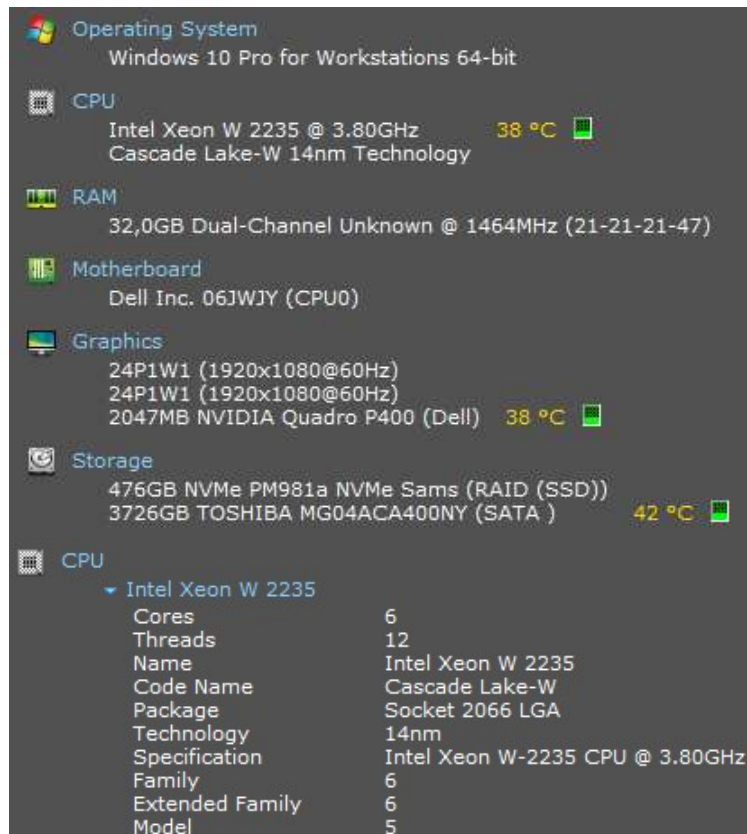 Operating System
Windows 10 Pro for Workstations 64-bit
CPU
Intel Xeon W 2235 @ 3.80GHz 38 °C
Cascade Lake-W 14nm Technology
RAM
32,0GB Dual-Channel Unknown @ 1464MHz (21-21-21-47)
Motherboard
Dell Inc. 06JWJY (CPU0)
Graphics
24P1W1 (1920x1080@60Hz)
24P1W1 (1920x1080@60Hz)
2047MB NVIDIA Quadro P400 (Dell) 38 °C
Storage
476GB NVMe PM981a NVMe Sams (RAID (SSD))
3726GB TOSHIBA MG04ACA400NY (SATA ) 42 °C
CPU
Intel Xeon W 2235
Cores 6
Threads 12
Name Intel Xeon W 2235
Code Name Cascade Lake-W
Package Socket 2066 LGA
Technology 14nm
Specification Intel Xeon W-2235 CPU @ 3.80GHz
Family 6
Extended Family 6
Model 5